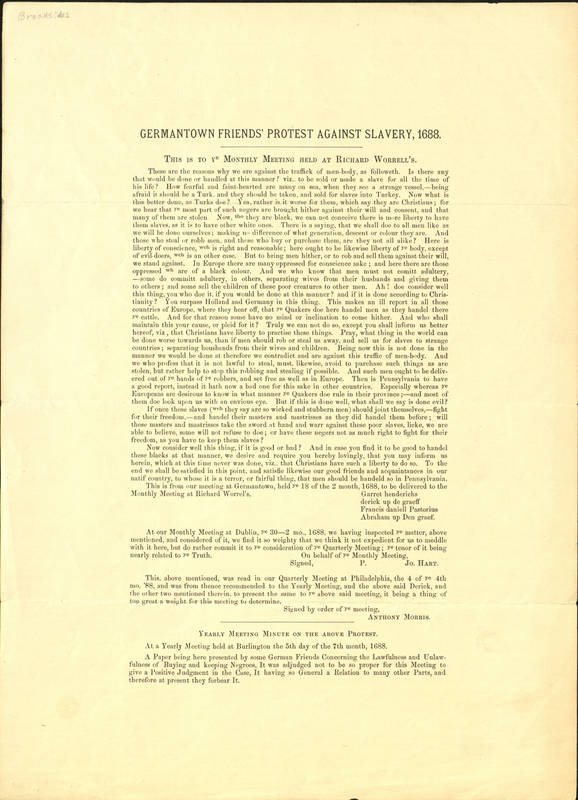 Broadsides
GERMANTOWN FRIENDS' PROTEST AGAINST SLAVERY, 1688.
THIS IS TO Ye MONTHLY MEETING HELD AT RICHARD WORRELL'S.
These are the reasons why we are against the traffick of men-body, as followeth. Is there any
that would be done or handled at this manner? viz., to be sold or made a slave for all the time of
his life? How fearful and faint-hearted are many on sea, when they see a strange vessel,—being
afraid it should be a Turk, and they should be taken, and sold for slaves into Turkey. Now what is
this better done, as Turks doe? Yea, rather is it worse for them, which say they are Christians; for
we hear that ye most part of such negers are brought hither against their will and consent, and that
many of them are stolen. Now, tho they are black, we can not conceive there is more liberty to have
them slaves, as it is to have other white ones. There is a saying, that we shall doe to all men like as
we will be done ourselves; making no difference of what generation, descent or colour they are. And
those who steal or robb men, and those who buy or purchase them, are they not all alike? Here is
liberty of conscience, wch is right and reasonable; here ought to be likewise liberty of ye body, except
of evil-doers, wch is an other case. But to bring men hither, or to rob and sell them against their will,
we stand against. In Europe there are many oppressed for conscience sake; and here there are those
oppressed wh are of a black colour. And we who know that men must not comitt adultery,
—some do committ adultery, in others, separating wives from their husbands and giving them
to others; and some sell the children of these poor creatures to other men. Ah! doe consider well
this thing, you who doe it, if you would be done at this manner? and if it is done according to Chris-
tianity? You surpass Holland and Germany in this thing. This makes an ill report in all those
countries of Europe, where they hear off, that ye Quakers doe here handel men as they handel there
ye cattle. And for that reason some have no mind or inclination to come hither. And who shall
maintain this your cause, or pleid for it? Truly we can not do so, except you shall inform us better
hereof, viz., that Christians have liberty to practise these things. Pray, what thing in the world can
be done worse towards us, than if men should rob or steal us away, and sell us for slaves to strange
countries; separating housbands from their wives and children. Being now this is not done in the
manner we would be done at therefore we contradict and are against this traffic of men-body. And
we who profess that it is not lawful to steal, must, likewise, avoid to purchase such things as are
stolen, but rather help to stop this robbing and stealing if possible. And such men ought to be deliv-
ered out of ye hands of ye robbers, and set free as well as in Europe. Then is Pennsylvania to have
a good report, instead it hath now a bad one for this sake in other countries. Especially whereas ye
Europeans are desirous to know in what manner ye Quakers doe rule in their province;—and most of
them doe look upon us with an envious eye. But if this is done well, what shall we say is done evil?
If once these slaves (wch they say are so wicked and stubbern men) should joint themselves,—fight
for their freedom,—and handel their masters and mastrisses as they did handel them before; will
these masters and mastrisses take the sword at hand and warr against these poor slaves, licke, we are
able to believe, some will not refuse to doe; or have these negers not as much right to fight for their
freedom, as you have to keep them slaves?
Now consider well this thing, if it is good or bad? And in case you find it to be good to handel
these blacks at that manner, we desire and require you hereby lovingly, that you may inform us
herein, which at this time never was done, viz., that Christians have such a liberty to do so. To the
end we shall be satisfied in this point, and satisfie likewise our good friends and acquaintances in our
natif country, to whose it is a terror, or fairful thing, that men should be handeld so in Pennsylvania.
This is from our meeting at Germantown, held ye 18 of the 2 month, 1688, to be delivered to the
Monthly Meeting at Richard Worrel's.
Garret henderichs
derick up de graeff
Francis daniell Pastorius
Abraham up Den graef.
At our Monthly Meeting at Dublin, ye 30—2 mo., 1688, we having inspected ye matter, above
mentioned, and considered of it, we find it so weighty that we think it not expedient for us to meddle
with it here, but do rather commit it to ye consideration of ye Quarterly Meeting; ye tenor of it being
nearly related to ye Truth. On behalf of ye Monthly Meeting,
Signed, P. JO. HART.
This, above mentioned, was read in our Quarterly Meeting at Philadelphia, the 4 of ye 4th
mo. '88, and was from thence recommended to the Yearly Meeting, and the above said Derick, and
the other two mentioned therein, to present the same to ye above said meeting, it being a thing of
too great a weight for this meeting to determine.
Signed by order of ye meeting,
ANTHONY MORRIS.
YEARLY MEETING MINUTE ON THE ABOVE PROTEST.
At a Yearly Meeting held at Burlington the 5th day of the 7th month, 1688.
A Paper being here presented by some German Friends Concerning the Lawfulness and Unlaw-
fulness of Buying and keeping Negroes, It was adjudged not to be so proper for this Meeting to
give a Positive Judgment in the Case, It having so General a Relation to many other Parts, and
therefore at present they forbear It.